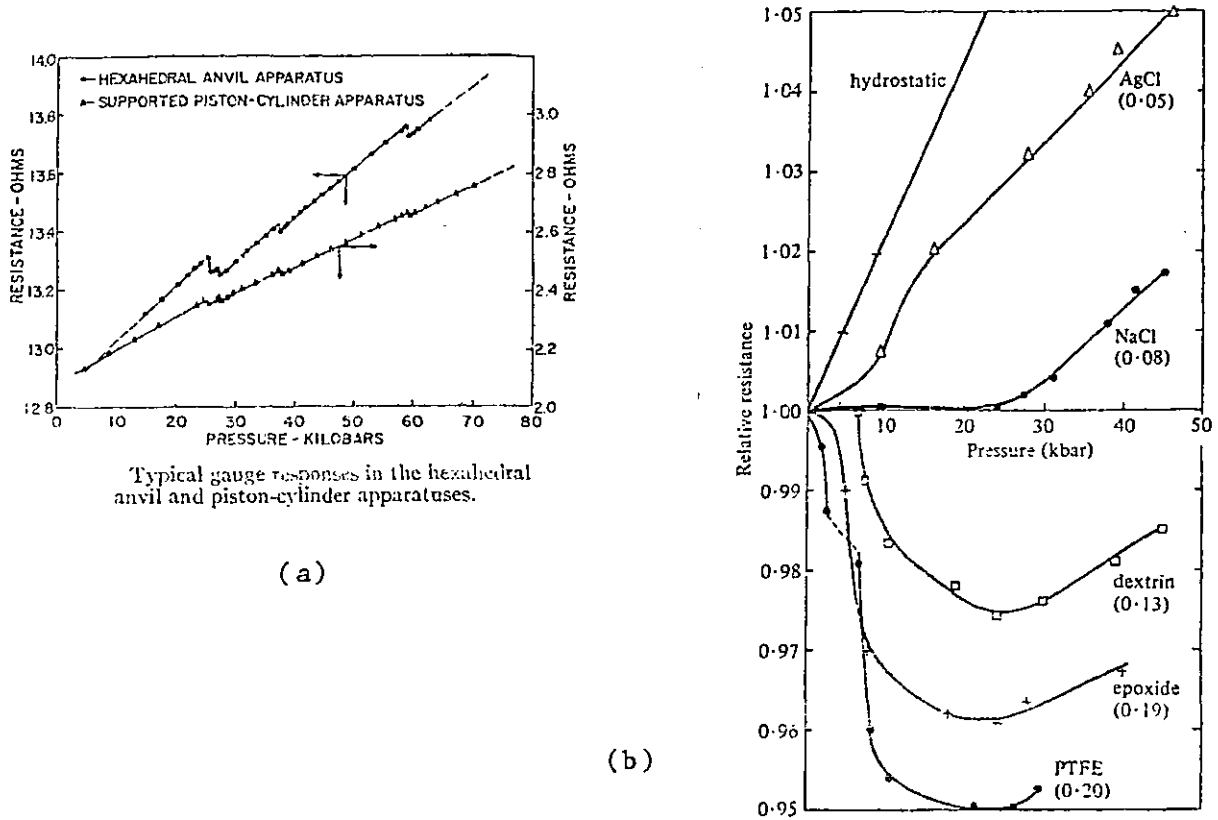 14.0
13.8
13.6
13.4
13.2
13.0
12.8
RESISTANCE-OHMS
HEXAHEDRAL ANVIL APPARATUS
SUPPORTED PISTON-CYLINDER APPARATUS
3.0
2.8
2.6
2.4
2.2
2.0
RESISTANCE-OHMS
0 10 20 30 40 50 60 70 80
PRESSURE - KILOBARS
Typical gauge responses in the hexahedral
anvil and piston-cylinder apparatuses.
(a)
1·05
1·04
1·03
1·02
1·01
1·00
0·99
0·98
0·97
0·96
0·95
Relative resistance
hydrostatic
AgCl
(0·05)
NaCl
(0·08)
10 20 30 40 50
Pressure (kbar)
dextrin
(0·13)
epoxide
(0·19)
PTFE
(0·20)
(b)